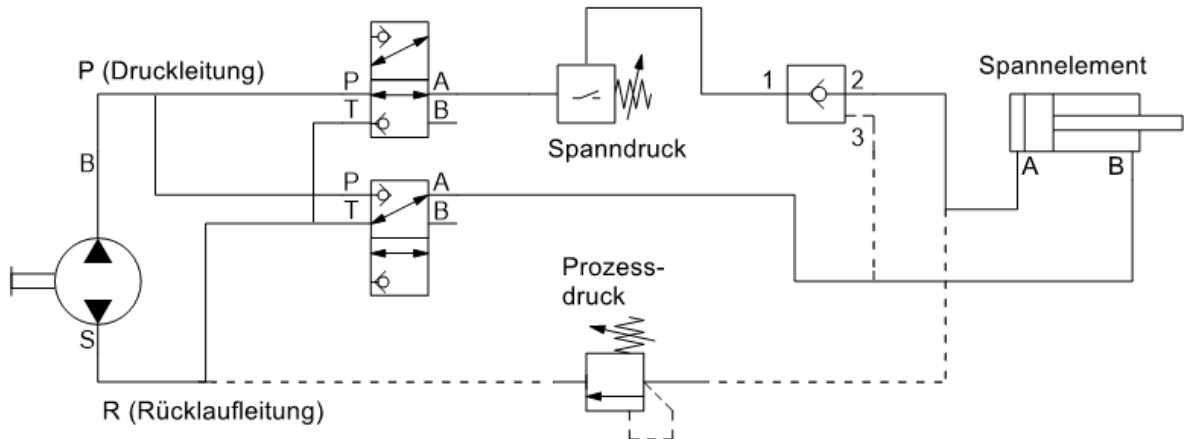 P (Druckleitung)
P
A
T
B
1
2
3
Spannelement
Spanndruck
B
A
B
P
A
T
B
Prozess-
druck
S
R (Rücklaufleitung)